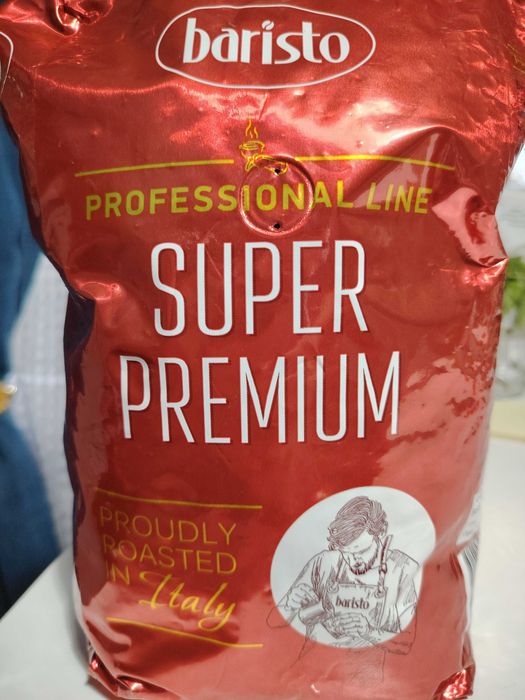 baristo
PROFESSIONAL LINE
SUPER
PREMIUM
PROUDLY
ROASTED
IN Italy
baristo